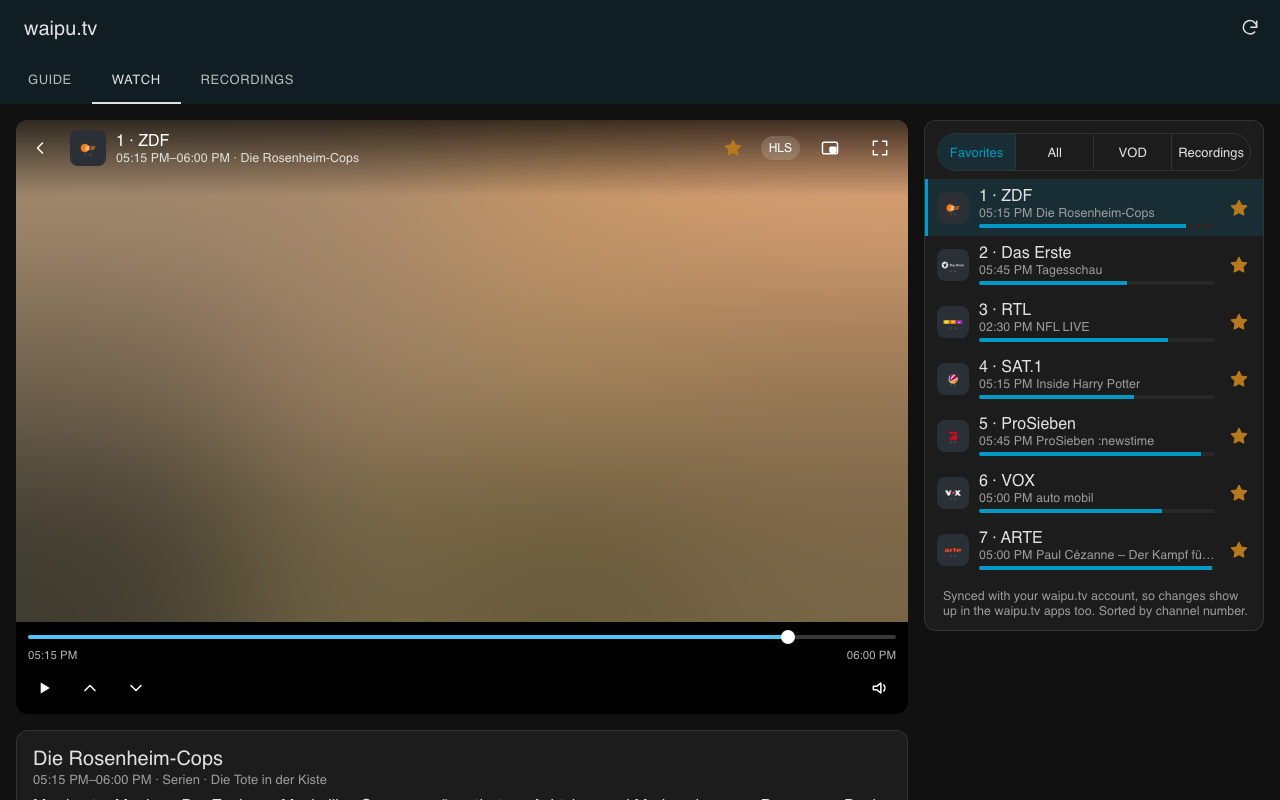 waipu.tv
GUIDE
WATCH
RECORDINGS
1 · ZDF
05:15 PM–06:00 PM · Die Rosenheim-Cops
HLS
05:15 PM
06:00 PM
Die Rosenheim-Cops
05:15 PM–06:00 PM · Serien · Die Tote in der Kiste
Favorites
All
VOD
Recordings
1 · ZDF
05:15 PM Die Rosenheim-Cops
2 · Das Erste
05:45 PM Tagesschau
3 · RTL
02:30 PM NFL LIVE
4 · SAT.1
05:15 PM Inside Harry Potter
5 · ProSieben
05:45 PM ProSieben :newstime
6 · VOX
05:00 PM auto mobil
7 · ARTE
05:00 PM Paul Cézanne – Der Kampf fü…
Synced with your waipu.tv account, so changes show
up in the waipu.tv apps too. Sorted by channel number.